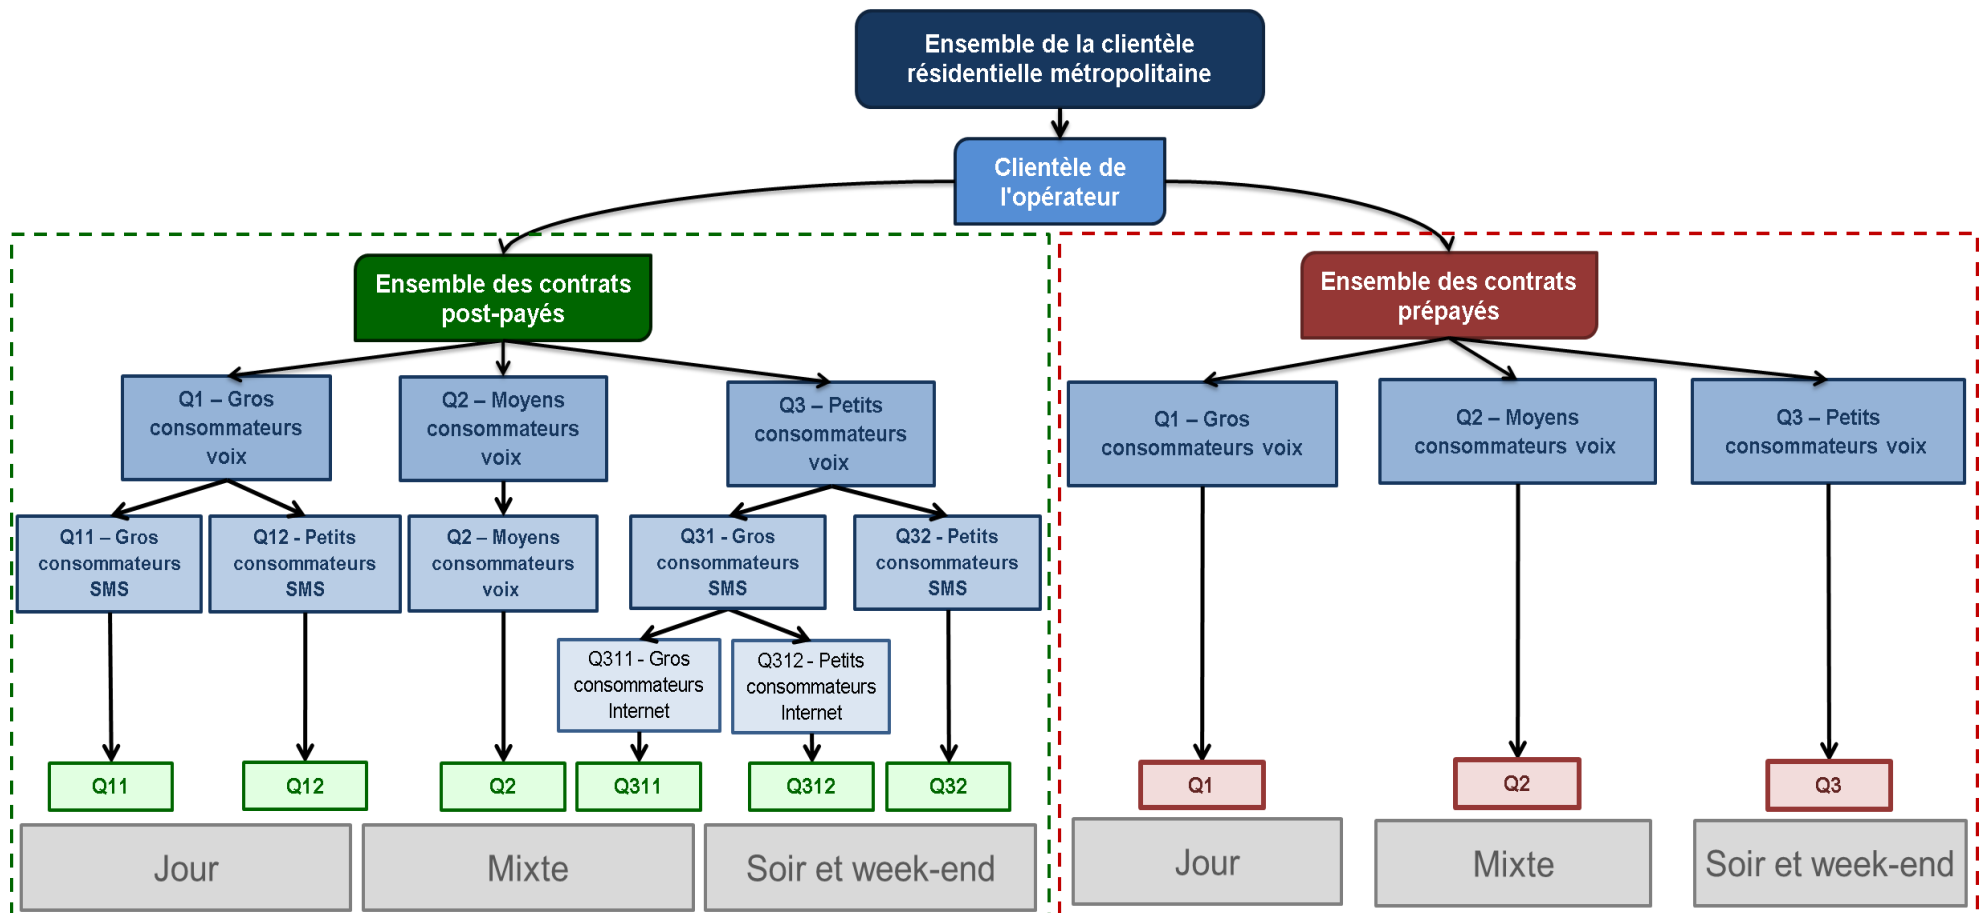 Ensemble de la clientèle
résidentielle métropolitaine
Clientèle de
l'opérateur
Ensemble des contrats
post-payés
Ensemble des contrats
prépayés
Q1 – Gros
consommateurs
voix
Q2 – Moyens
consommateurs
voix
Q3 – Petits
consommateurs
voix
Q1 – Gros
consommateurs voix
Q2 – Moyens
consommateurs voix
Q3 – Petits
consommateurs voix
Q11 – Gros
consommateurs
SMS
Q12 - Petits
consommateurs
SMS
Q2 – Moyens
consommateurs
voix
Q31 - Gros
consommateurs
SMS
Q32 - Petits
consommateurs
SMS
Q311 - Gros
consommateurs
Internet
Q312 - Petits
consommateurs
Internet
Q11
Q12
Q2
Q311
Q312
Q32
Q1
Q2
Q3
Jour
Mixte
Soir et week-end
Jour
Mixte
Soir et week-end